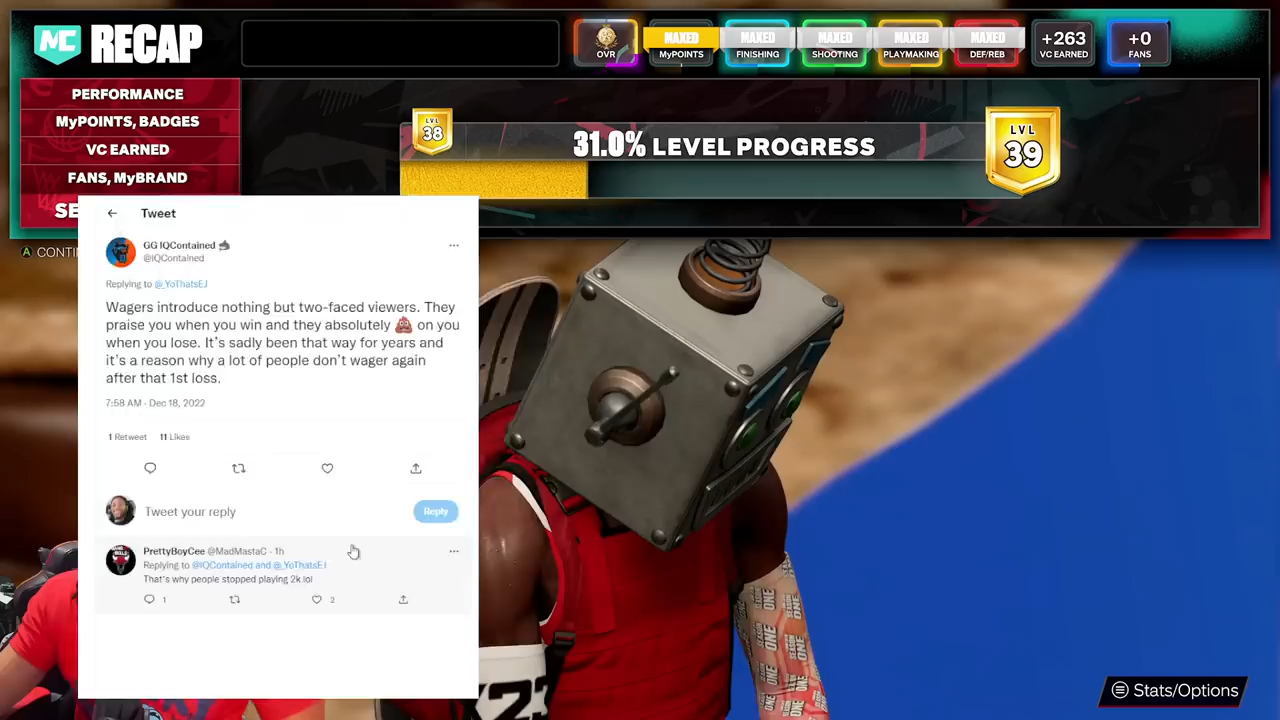 MC RECAP
OVR
MAXED
MyPOINTS
MAXED
FINISHING
MAXED
SHOOTING
MAXED
PLAYMAKING
MAXED
DEF/REB
+263
VC EARNED
+0
FANS
PERFORMANCE
MyPOINTS, BADGES
VC EARNED
FANS, MyBRAND
SE
LVL
38
31.0% LEVEL PROGRESS
LVL
39
A CONTIN
Tweet
GG IQContained
@IQContained
Replying to @_YoThatsEJ
Wagers introduce nothing but two-faced viewers. They
praise you when you win and they absolutely 💩 on you
when you lose. It's sadly been that way for years and
it's a reason why a lot of people don't wager again
after that 1st loss.
7:58 AM · Dec 18, 2022
1 Retweet 11 Likes
Tweet your reply
Reply
PrettyBoyCee @MadMastaC · 1h
Replying to @IQContained and @_YoThatsEJ
That's why people stopped playing 2k lol
1
2
SEASON
ONE
Stats/Options